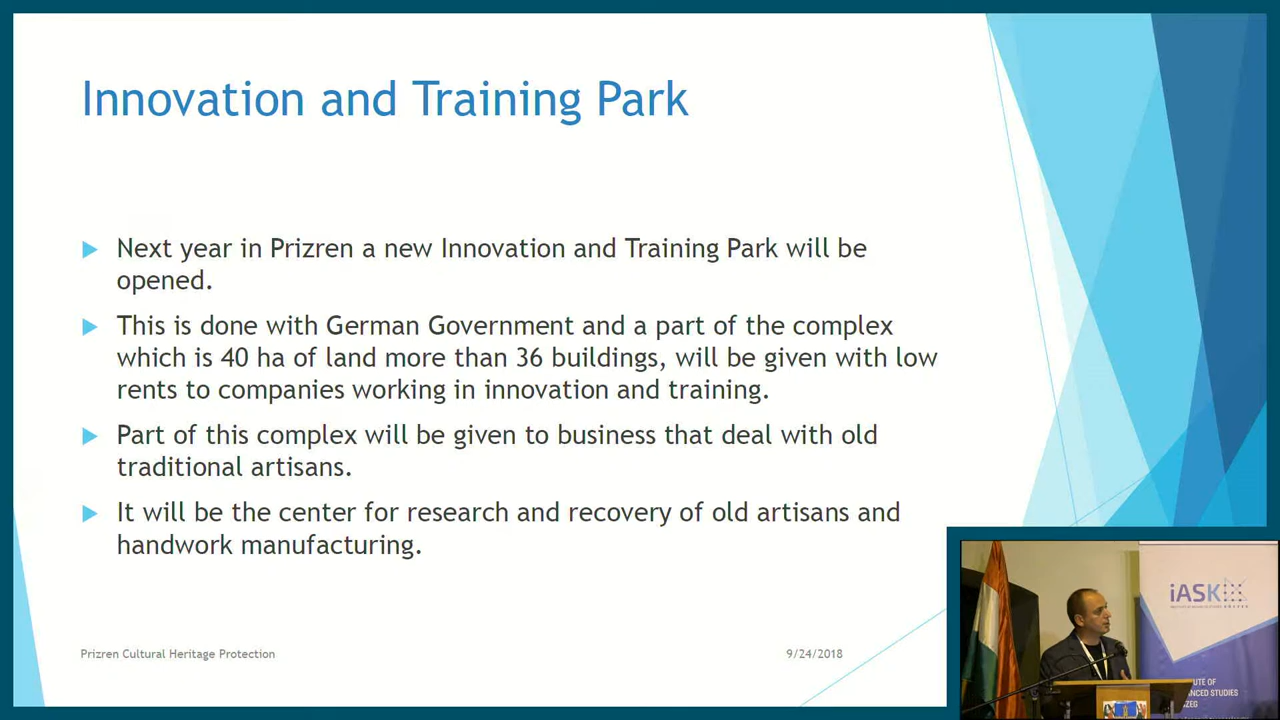 Innovation and Training Park
Next year in Prizren a new Innovation and Training Park will be
opened.
This is done with German Government and a part of the complex
which is 40 ha of land more than 36 buildings, will be given with low
rents to companies working in innovation and training.
Part of this complex will be given to business that deal with old
traditional artisans.
It will be the center for research and recovery of old artisans and
handwork manufacturing.
Prizren Cultural Heritage Protection
9/24/2018
iASK
ADVANCED STUDIES